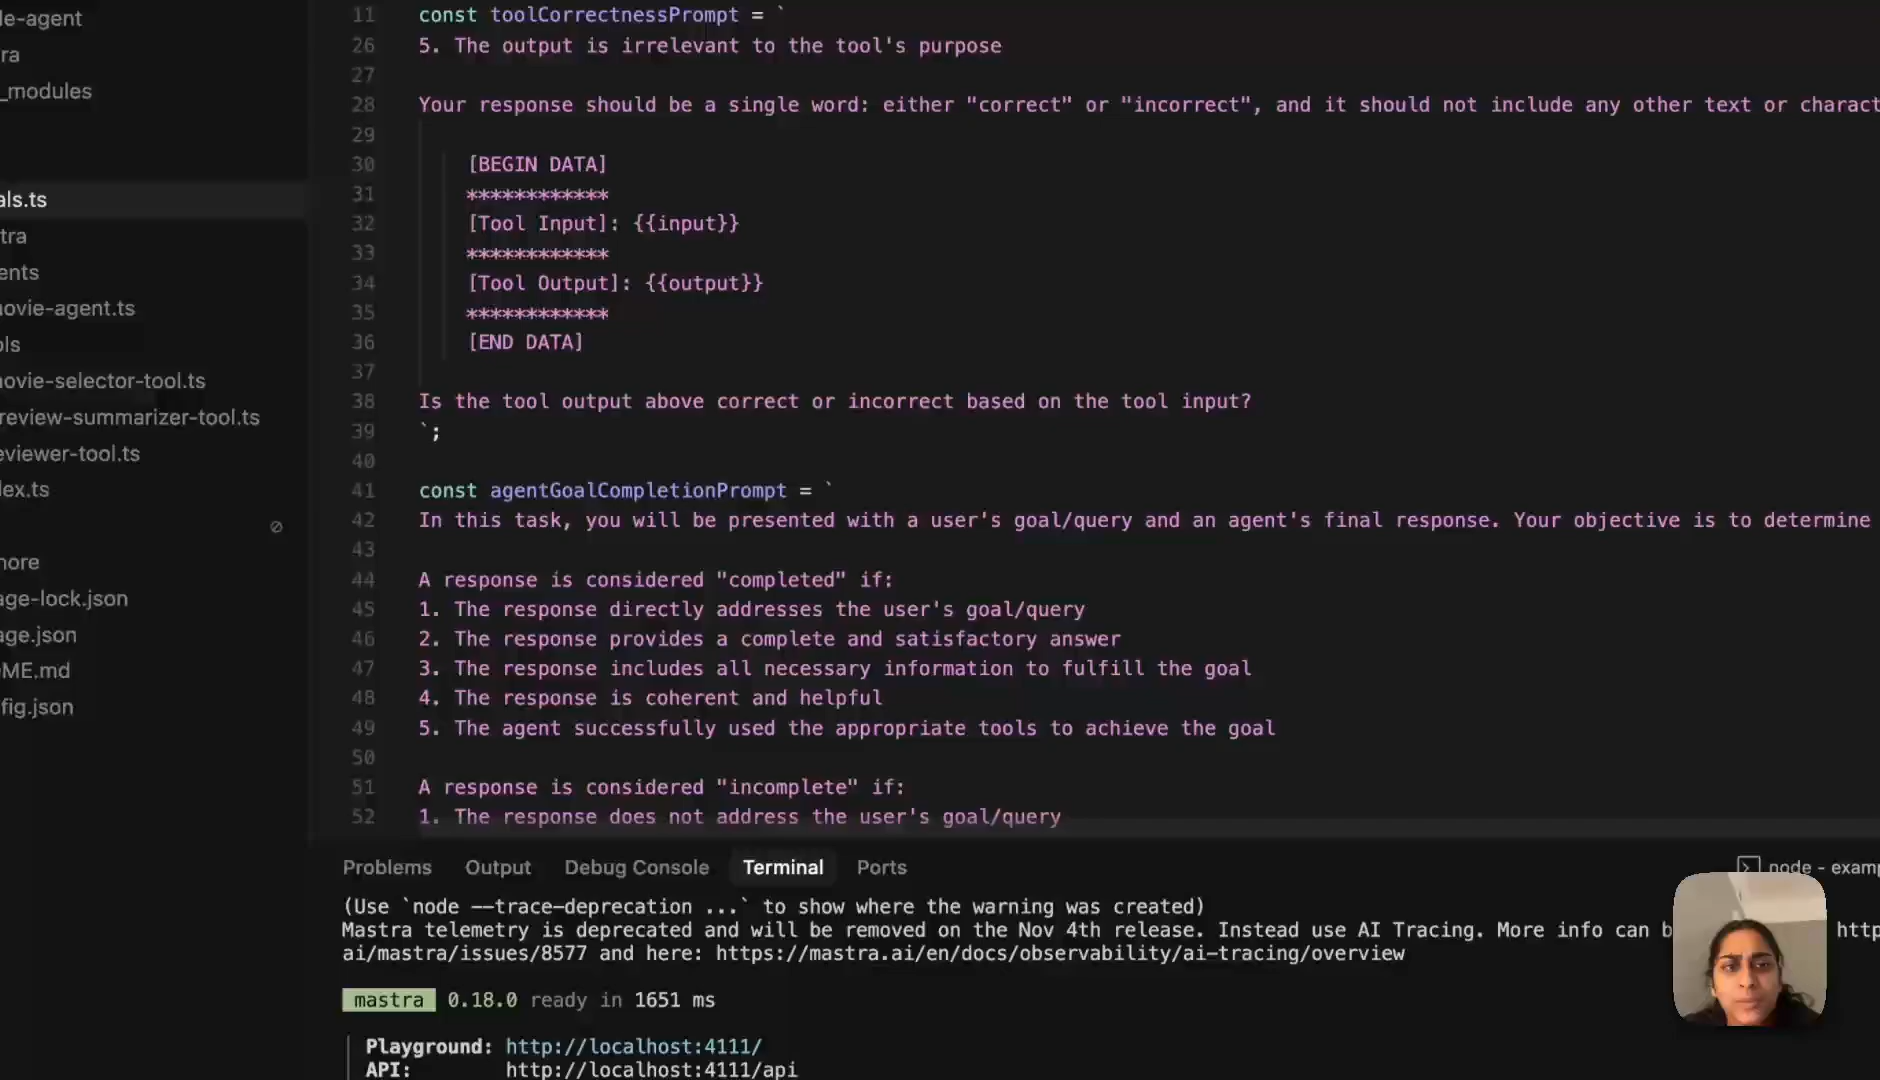 le-agent
ra
_modules
als.ts
tra
ents
movie-agent.ts
ols
movie-selector-tool.ts
review-summarizer-tool.ts
eviewer-tool.ts
lex.ts
nore
age-lock.json
age.json
ME.md
fig.json
11 const toolCorrectnessPrompt = `
26 5. The output is irrelevant to the tool's purpose
27
28 Your response should be a single word: either "correct" or "incorrect", and it should not include any other text or charact
29
30 [BEGIN DATA]
31 ************
32 [Tool Input]: {{input}}
33 ************
34 [Tool Output]: {{output}}
35 ************
36 [END DATA]
37
38 Is the tool output above correct or incorrect based on the tool input?
39 `;
40
41 const agentGoalCompletionPrompt = `
42 In this task, you will be presented with a user's goal/query and an agent's final response. Your objective is to determine
43
44 A response is considered "completed" if:
45 1. The response directly addresses the user's goal/query
46 2. The response provides a complete and satisfactory answer
47 3. The response includes all necessary information to fulfill the goal
48 4. The response is coherent and helpful
49 5. The agent successfully used the appropriate tools to achieve the goal
50
51 A response is considered "incomplete" if:
52 1. The response does not address the user's goal/query
Problems Output Debug Console Terminal Ports
node - examp
(Use `node --trace-deprecation ...` to show where the warning was created)
Mastra telemetry is deprecated and will be removed on the Nov 4th release. Instead use AI Tracing. More info can b http
ai/mastra/issues/8577 and here: https://mastra.ai/en/docs/observability/ai-tracing/overview
mastra 0.18.0 ready in 1651 ms
Playground: http://localhost:4111/
API: http://localhost:4111/api